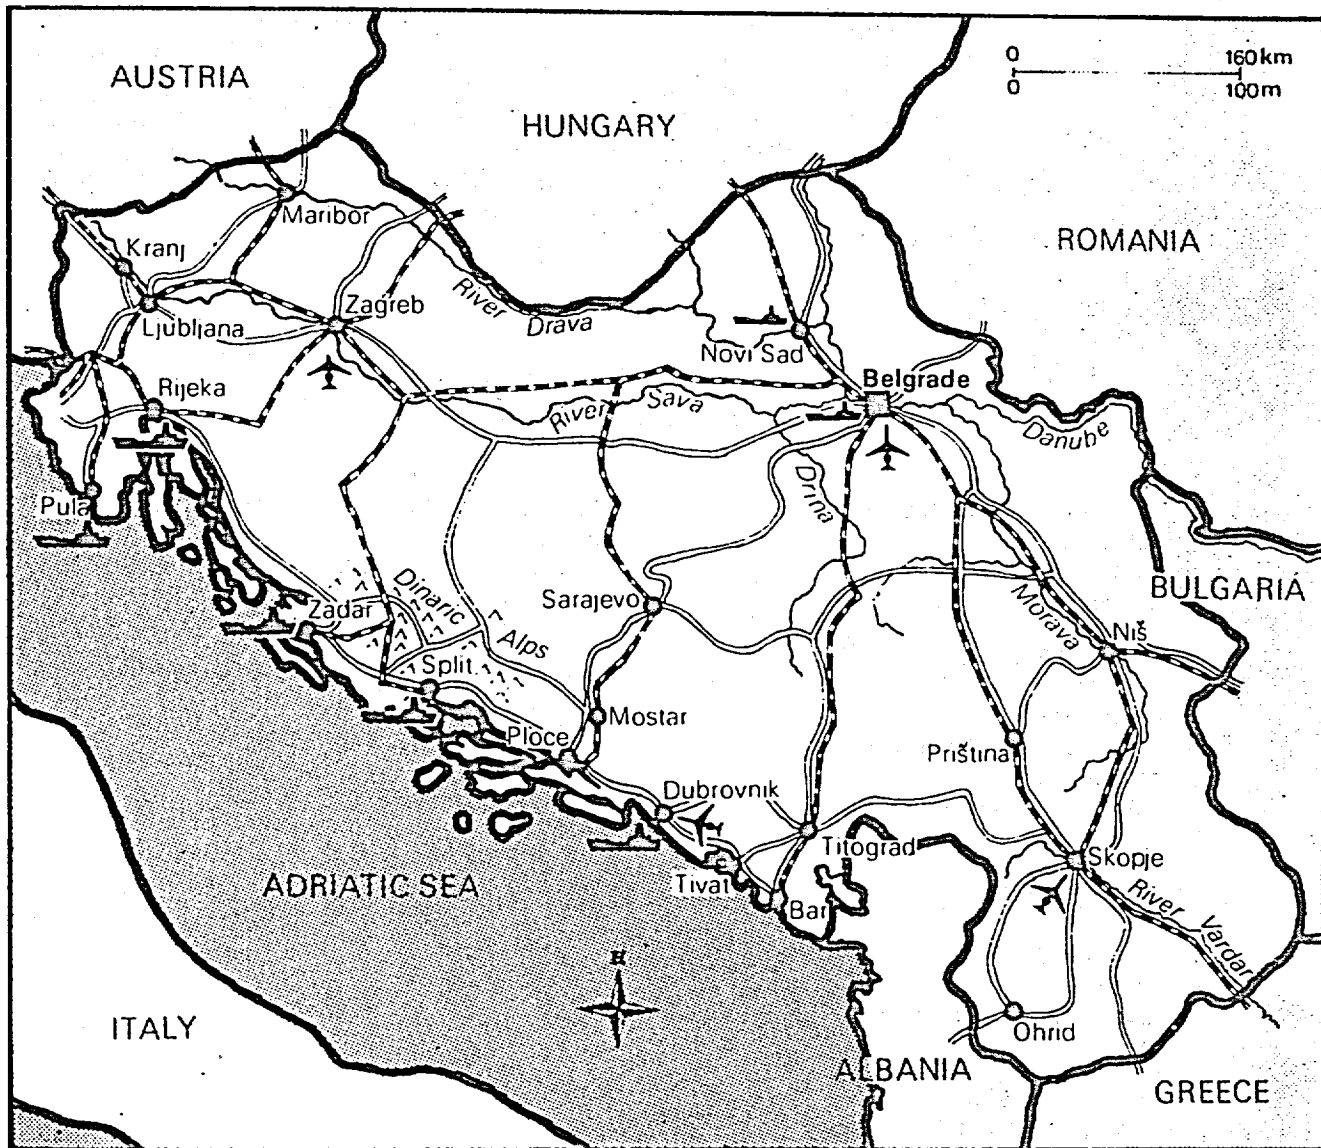 0 160km
0 100m
AUSTRIA
HUNGARY
ROMANIA
Maribor
Kranj
Ljubljana
Zagreb
River
Drava
Novi Sad
Rijeka
Belgrade
River Sava
Danube
Pula
Drina
BULGARIA
Zadar
Dinaric
Alps
Sarajevo
Morava
Niš
Split
Mostar
Ploce
Priština
Dubrovnik
Titograd
Skopje
Tivat
Bar
River Vardar
ADRIATIC SEA
N
ITALY
Ohrid
ALBANIA
GREECE